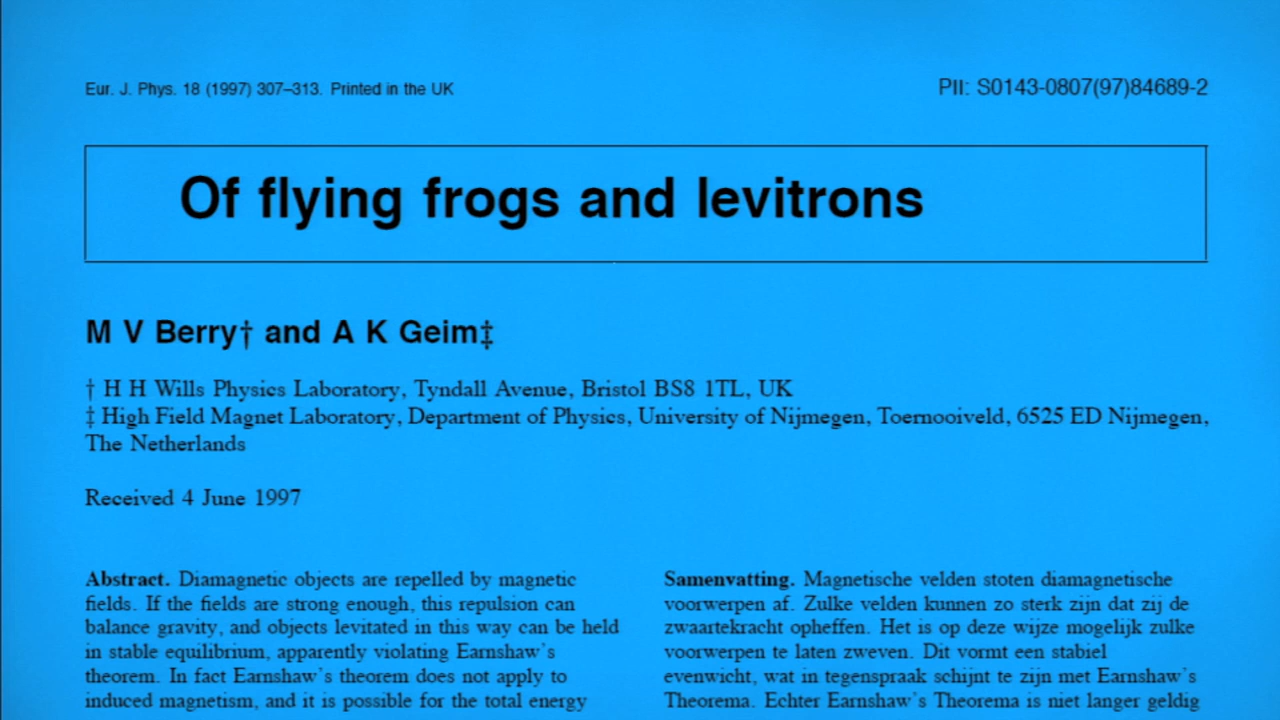 Eur. J. Phys. 18 (1997) 307–313. Printed in the UK
PII: S0143-0807(97)84689-2
Of flying frogs and levitrons
M V Berry† and A K Geim‡
† H H Wills Physics Laboratory, Tyndall Avenue, Bristol BS8 1TL, UK
‡ High Field Magnet Laboratory, Department of Physics, University of Nijmegen, Toernooiveld, 6525 ED Nijmegen,
The Netherlands
Received 4 June 1997
Abstract. Diamagnetic objects are repelled by magnetic
fields. If the fields are strong enough, this repulsion can
balance gravity, and objects levitated in this way can be held
in stable equilibrium, apparently violating Earnshaw's
theorem. In fact Earnshaw's theorem does not apply to
induced magnetism, and it is possible for the total energy
Samenvatting. Magnetische velden stoten diamagnetische
voorwerpen af. Zulke velden kunnen zo sterk zijn dat zij de
zwaartekracht opheffen. Het is op deze wijze mogelijk zulke
voorwerpen te laten zweven. Dit vormt een stabiel
evenwicht, wat in tegenspraak schijnt te zijn met Earnshaw's
Theorema. Echter Earnshaw's Theorema is niet langer geldig